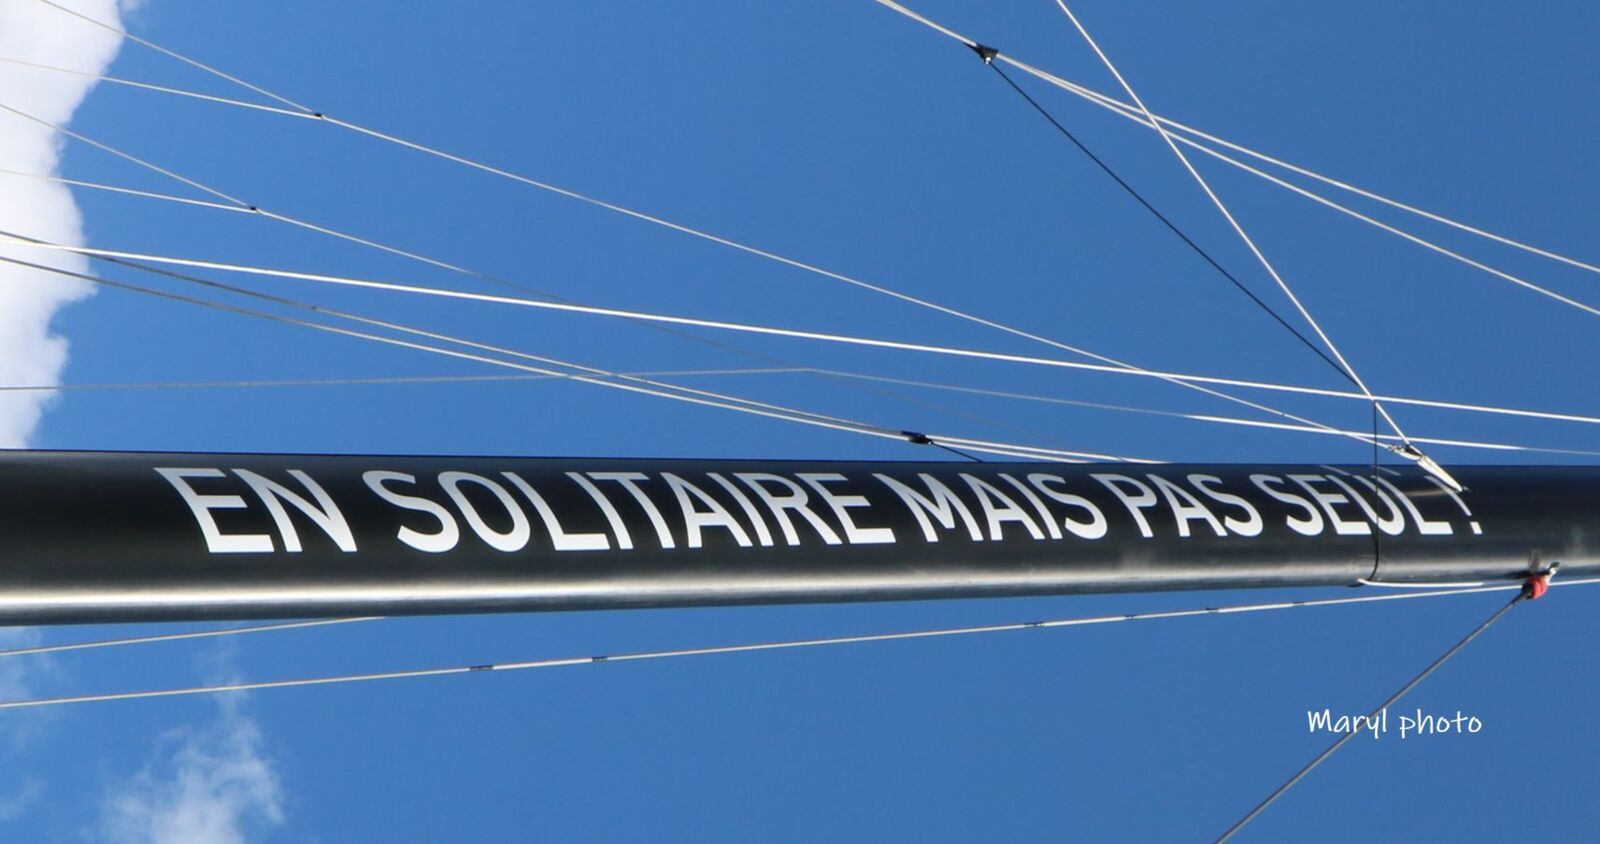 EN SOLITAIRE MAIS PAS SEUL !
Maryl photo